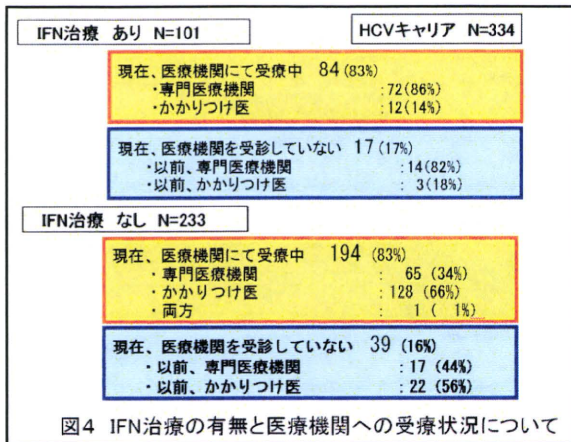 IFN治療 あり N=101
HCVキャリア N=334
現在、医療機関にて受療中 84(83%)
・専門医療機関 :72(86%)
・かかりつけ医 :12(14%)
現在、医療機関を受診していない 17(17%)
・以前、専門医療機関 :14(82%)
・以前、かかりつけ医 : 3(18%)
IFN治療 なし N=233
現在、医療機関にて受療中 194 (83%)
・専門医療機関 : 65 (34%)
・かかりつけ医 : 128 (66%)
・両方 : 1 ( 1%)
現在、医療機関を受診していない 39 (16%)
・以前、専門医療機関 : 17 (44%)
・以前、かかりつけ医 : 22 (56%)
図4 IFN治療の有無と医療機関への受療状況について